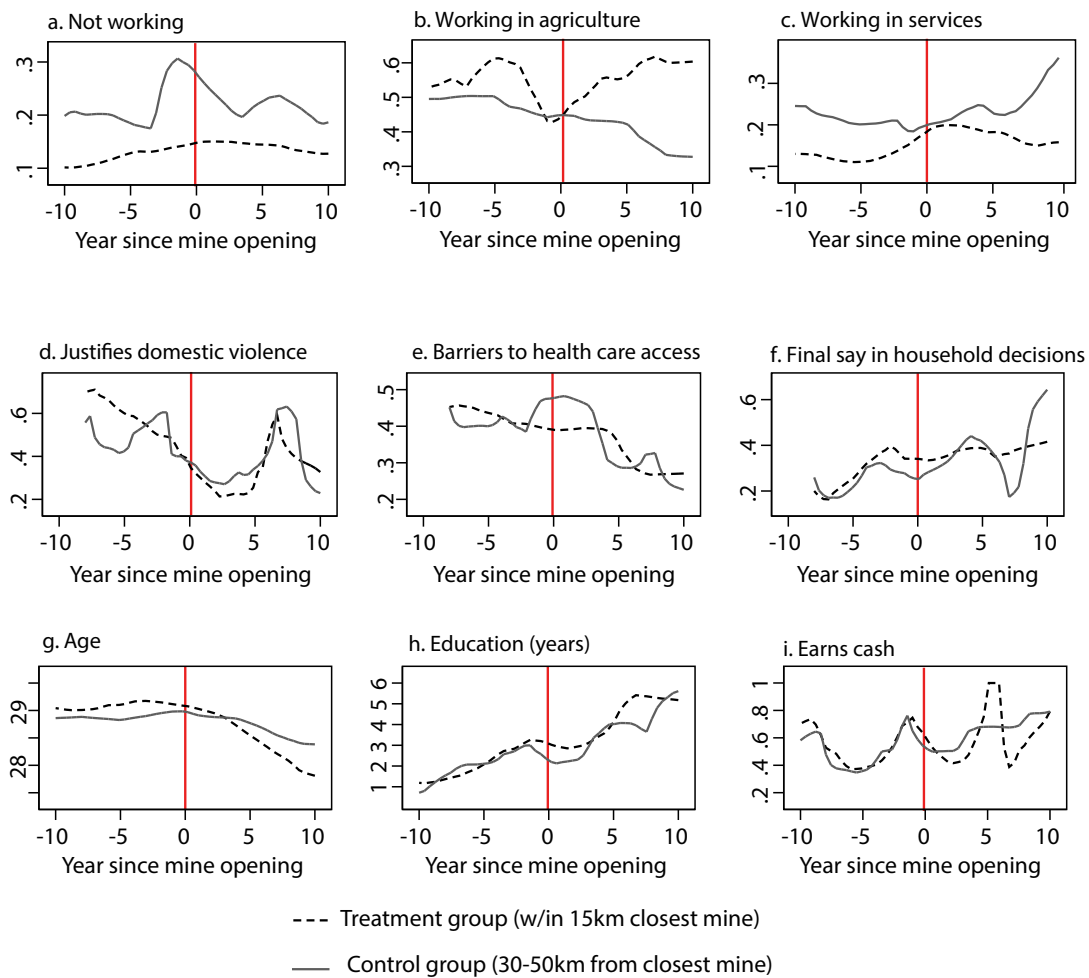 a. Not working
b. Working in agriculture
c. Working in services
.3
.2
.1
.6
.5
.4
.3
.3
.2
.1
-10 -5 0 5 10
-10 -5 0 5 10
-10 -5 0 5 10
Year since mine opening
Year since mine opening
Year since mine opening
d. Justifies domestic violence
e. Barriers to health care access
f. Final say in household decisions
.6
.4
.2
.5
.4
.3
.2
.6
.4
.2
-10 -5 0 5 10
-10 -5 0 5 10
-10 -5 0 5 10
Year since mine opening
Year since mine opening
Year since mine opening
g. Age
h. Education (years)
i. Earns cash
29
28
6
5
4
3
2
1
1
.8
.6
.4
.2
-10 -5 0 5 10
-10 -5 0 5 10
-10 -5 0 5 10
Year since mine opening
Year since mine opening
Year since mine opening
Treatment group (w/in 15km closest mine)
Control group (30-50km from closest mine)